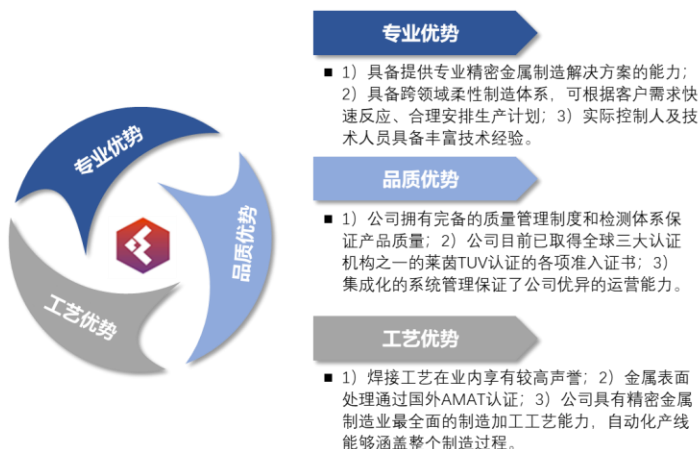 专业优势
品质优势
工艺优势
专业优势
■ 1）具备提供专业精密金属制造解决方案的能力；
2）具备跨领域柔性制造体系，可根据客户需求快
速反应、合理安排生产计划；3）实际控制人及技
术人员具备丰富技术经验。
品质优势
■ 1）公司拥有完备的质量管理制度和检测体系保
证产品质量；2）公司目前已取得全球三大认证
机构之一的莱茵TUV认证的各项准入证书；3）
集成化的系统管理保证了公司优异的运营能力。
工艺优势
■ 1）焊接工艺在业内享有较高声誉；2）金属表面
处理通过国外AMAT认证；3）公司具有精密金属
制造业最全面的制造加工工艺能力，自动化产线
能够涵盖整个制造过程。